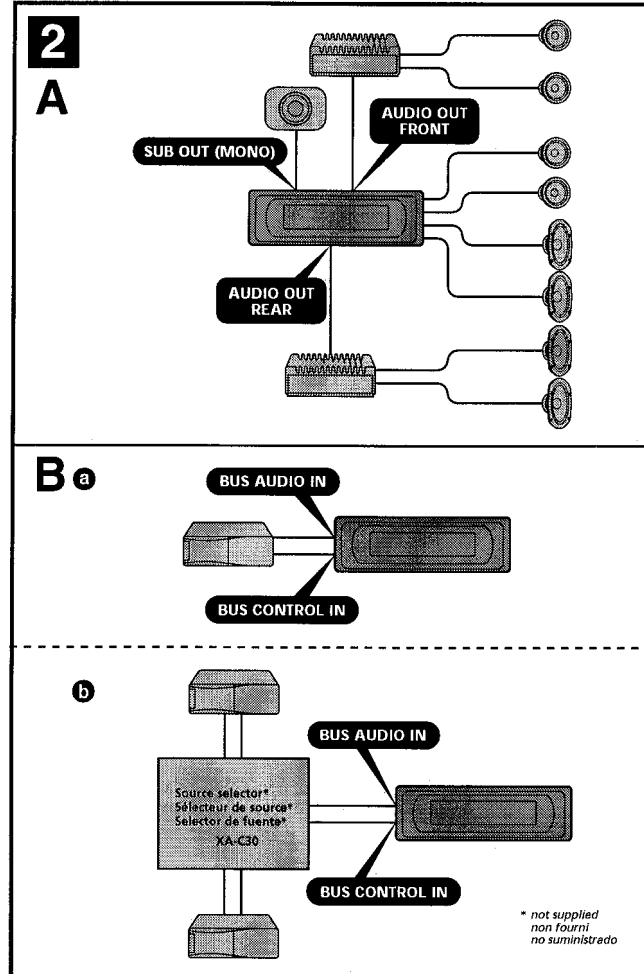 2
A
AUDIO OUT
FRONT
SUB OUT (MONO)
AUDIO OUT
REAR
B a
BUS AUDIO IN
BUS CONTROL IN
b
BUS AUDIO IN
Source selector*
Sélecteur de source*
Selector de fuente*
XA-C30
BUS CONTROL IN
* not supplied
non fourni
no suministrado